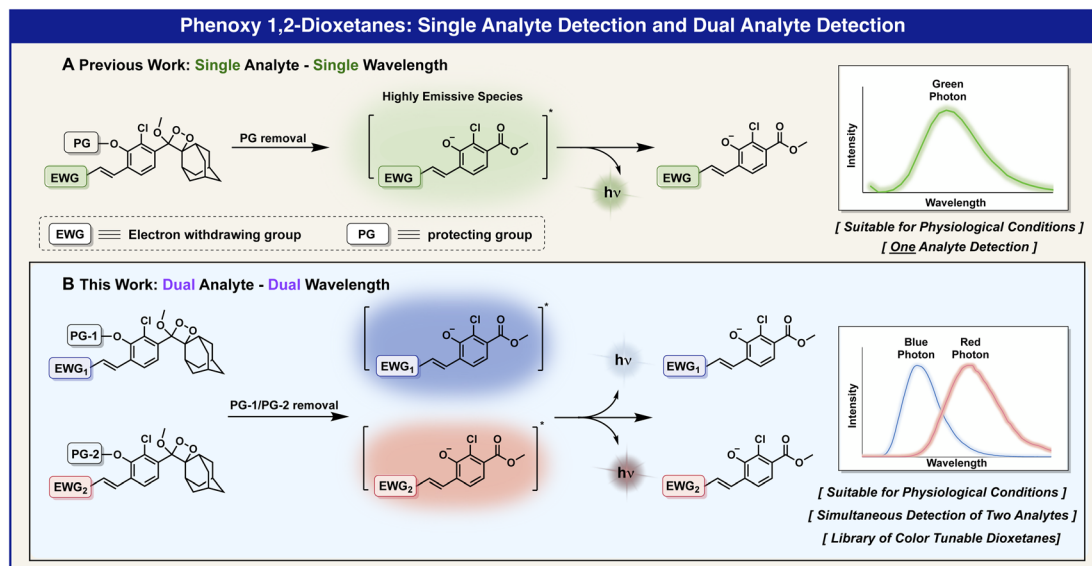 Phenoxy 1,2-Dioxetanes: Single Analyte Detection and Dual Analyte Detection
A Previous Work: Single Analyte - Single Wavelength
Highly Emissive Species
PG
O
Cl
O
O-O
EWG
PG removal
*
O-
Cl
O
O
EWG
hν
O-
Cl
O
O
EWG
Green
Photon
Intensity
Wavelength
[ Suitable for Physiological Conditions ]
[ One Analyte Detection ]
EWG Electron withdrawing group PG protecting group
B This Work: Dual Analyte - Dual Wavelength
PG-1
O
Cl
O
O-O
EWG1
*
O-
Cl
O
O
EWG1
hν
O-
Cl
O
O
EWG1
PG-1/PG-2 removal
PG-2
O
Cl
O
O-O
EWG2
*
O-
Cl
O
O
EWG2
hν
O-
Cl
O
O
EWG2
Blue
Photon
Red
Photon
Intensity
Wavelength
[ Suitable for Physiological Conditions ]
[ Simultaneous Detection of Two Analytes ]
[ Library of Color Tunable Dioxetanes]